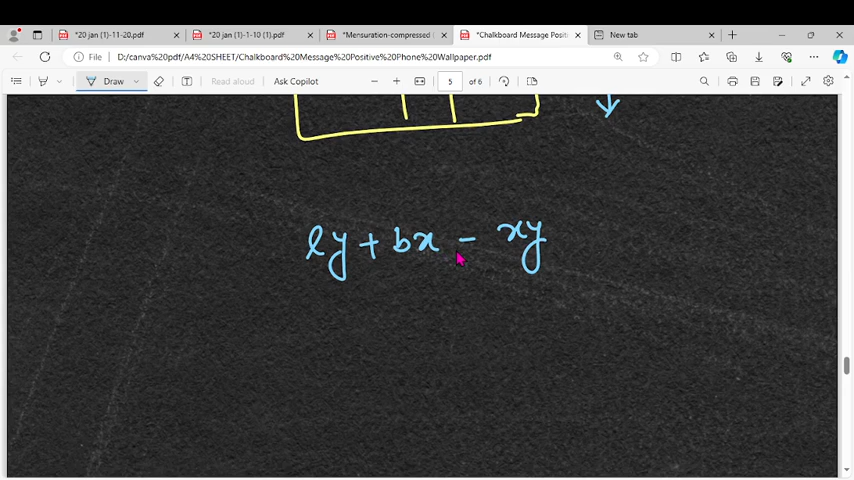 *20 jan (1)-11-20.pdf
*20 jan (1)-1-10 (1).pdf
*Mensuration-compressed (
*Chalkboard Message Positi
New tab
File
D:/canva%20pdf/A4%20SHEET/Chalkboard%20Message%20Positive%20Phone%20Wallpaper.pdf
Draw
Read aloud
Ask Copilot
5
of 6
ly + bx - xy